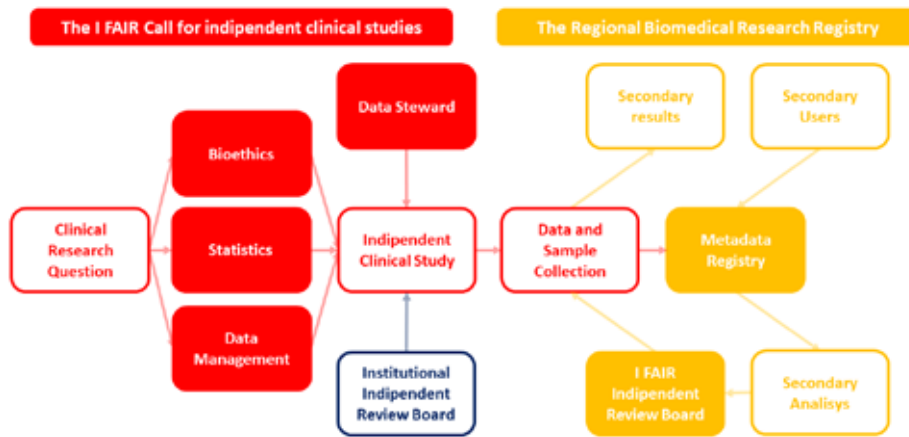 The I FAIR Call for indipendent clinical studies
The Regional Biomedical Research Registry
Data Steward
Secondary
results
Secondary
Users
Bioethics
Clinical
Research
Question
Statistics
Indipendent
Clinical Study
Data and
Sample
Collection
Metadata
Registry
Data
Management
Institutional
Indipendent
Review Board
I FAIR
Indipendent
Review Board
Secondary
Analisys